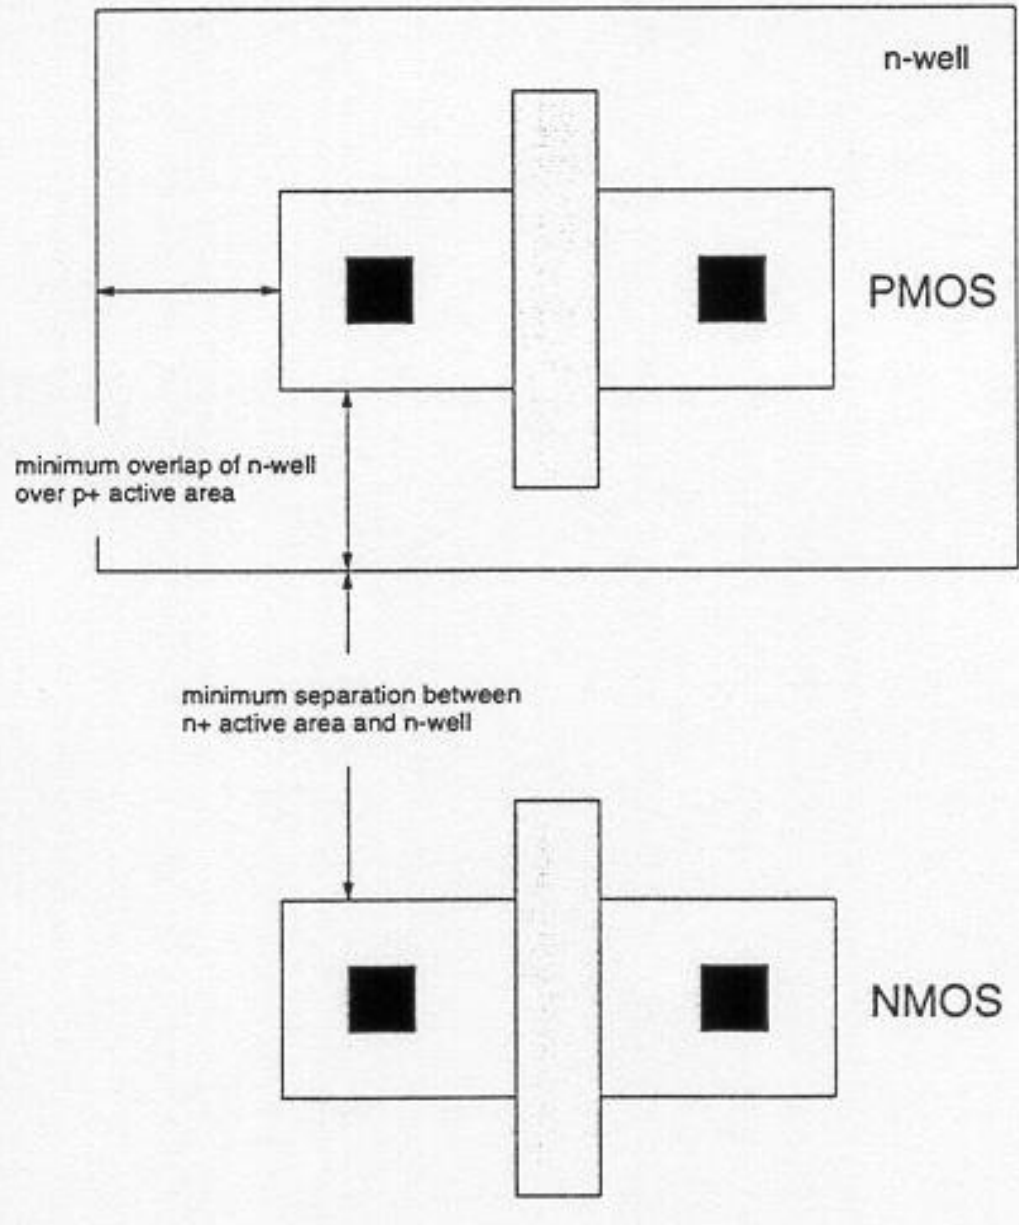 n-well
PMOS
minimum overlap of n-well
over p+ active area
minimum separation between
n+ active area and n-well
NMOS